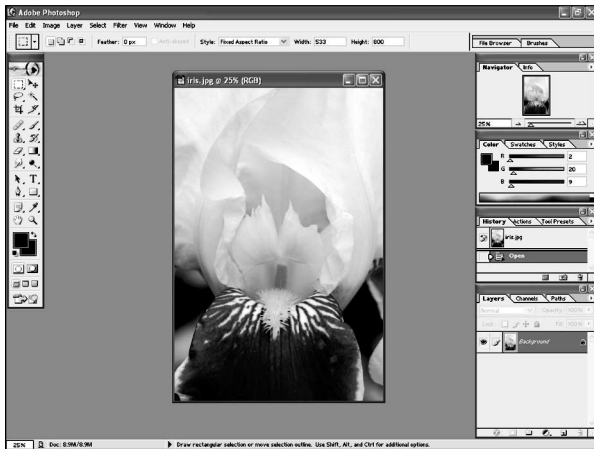 Adobe Photoshop
File Edit Image Layer Select Filter View Window Help
Feather: 0 px Anti-aliased Style: Fixed Aspect Ratio Width: 533 Height: 800
File Browser Brushes
iris.jpg @ 25% (RGB)
Navigator Info
25%
Color Swatches Styles
R 2
G 20
B 9
History Actions Tool Presets
iris.jpg
Open
Layers Channels Paths
Normal Opacity: 100%
Lock: Fill: 100%
Background
25% Doc: 8.9M/8.9M Draw rectangular selection or move selection outline. Use Shift, Alt, and Ctrl for additional options.